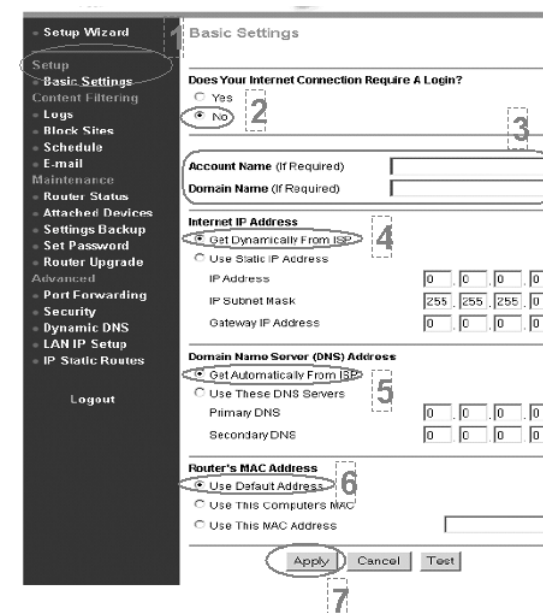 Setup Wizard
Setup
Basic Settings
Content Filtering
Logs
Block Sites
Schedule
E-mail
Maintenance
Router Status
Attached Devices
Settings Backup
Set Password
Router Upgrade
Advanced
Port Forwarding
Security
Dynamic DNS
LAN IP Setup
IP Static Routes
Logout
1
Basic Settings
Does Your Internet Connection Require A Login?
Yes
No
2
3
Account Name (If Required)
Domain Name (If Required)
Internet IP Address
Get Dynamically From ISP
4
Use Static IP Address
IP Address 0 . 0 . 0 . 0
IP Subnet Mask 255 . 255 . 255 . 0
Gateway IP Address 0 . 0 . 0 . 0
Domain Name Server (DNS) Address
Get Automatically From ISP
5
Use These DNS Servers
Primary DNS 0 . 0 . 0 . 0
Secondary DNS 0 . 0 . 0 . 0
Router's MAC Address
Use Default Address
6
Use This Computer's MAC
Use This MAC Address
Apply Cancel Test
7